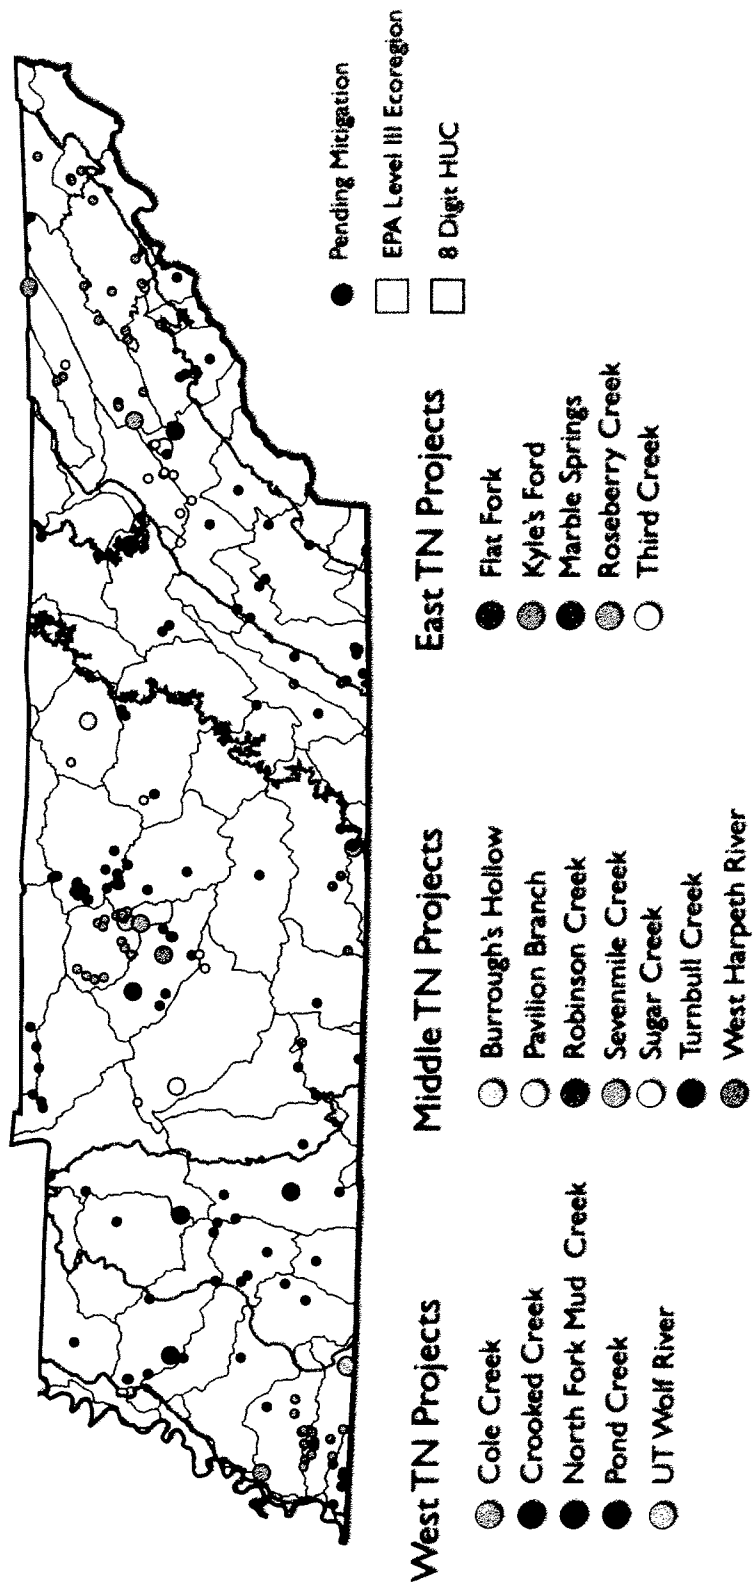 West TN Projects
Cole Creek
Crooked Creek
North Fork Mud Creek
Pond Creek
UT Wolf River
Middle TN Projects
Burrough's Hollow
Pavilion Branch
Robinson Creek
Sevenmile Creek
Sugar Creek
Turnbull Creek
West Harpeth River
East TN Projects
Flat Fork
Kyle's Ford
Marble Springs
Roseberry Creek
Third Creek
Pending Mitigation
EPA Level III Ecoregion
8 Digit HUC